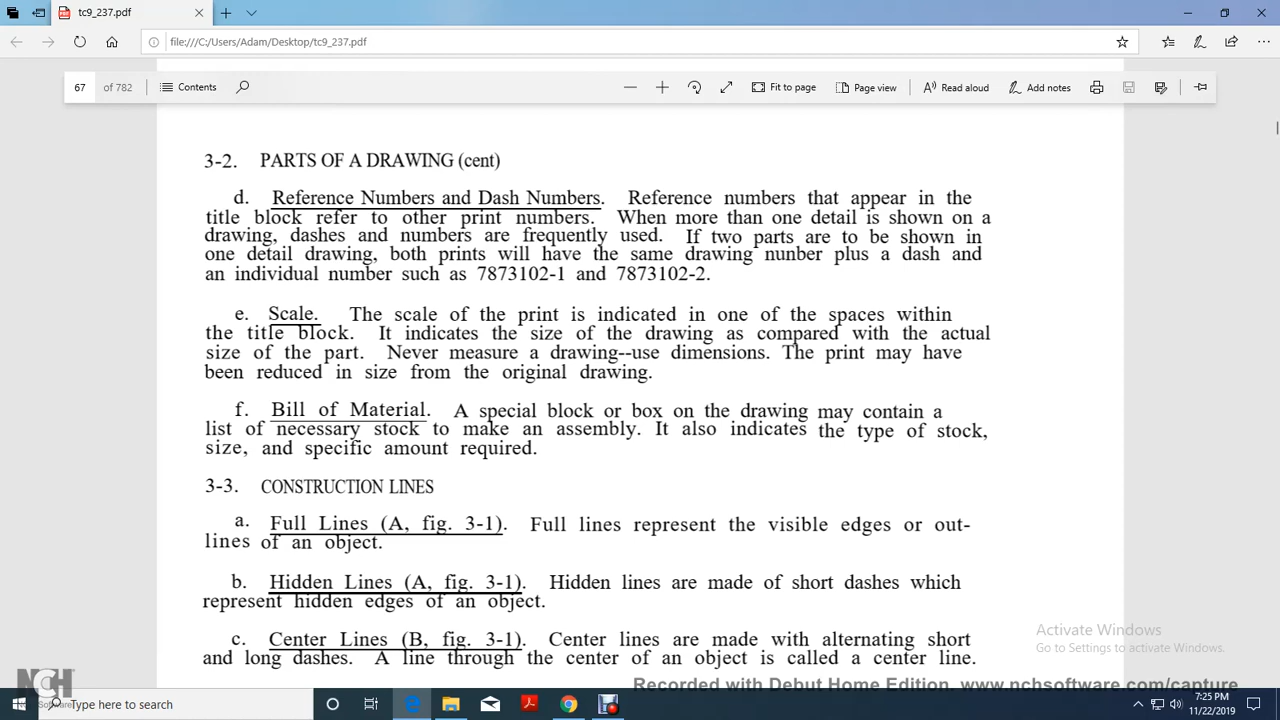 tc9_237.pdf
file:///C:/Users/Adam/Desktop/tc9_237.pdf
67 of 782 Contents Fit to page Page view Read aloud Add notes
3-2. PARTS OF A DRAWING (cent)
d. Reference Numbers and Dash Numbers. Reference numbers that appear in the
title block refer to other print numbers. When more than one detail is shown on a
drawing, dashes and numbers are frequently used. If two parts are to be shown in
one detail drawing, both prints will have the same drawing nunber plus a dash and
an individual number such as 7873102-1 and 7873102-2.
e. Scale. The scale of the print is indicated in one of the spaces within
the title block. It indicates the size of the drawing as compared with the actual
size of the part. Never measure a drawing--use dimensions. The print may have
been reduced in size from the original drawing.
f. Bill of Material. A special block or box on the drawing may contain a
list of necessary stock to make an assembly. It also indicates the type of stock,
size, and specific amount required.
3-3. CONSTRUCTION LINES
a. Full Lines (A, fig. 3-1). Full lines represent the visible edges or out-
lines of an object.
b. Hidden Lines (A, fig. 3-1). Hidden lines are made of short dashes which
represent hidden edges of an object.
c. Center Lines (B, fig. 3-1). Center lines are made with alternating short
and long dashes. A line through the center of an object is called a center line.
Activate Windows
Go to Settings to activate Windows.
NCH
Recorded with Debut Home Edition. www.nchsoftware.com/capture
Type here to search
7:25 PM
11/22/2019